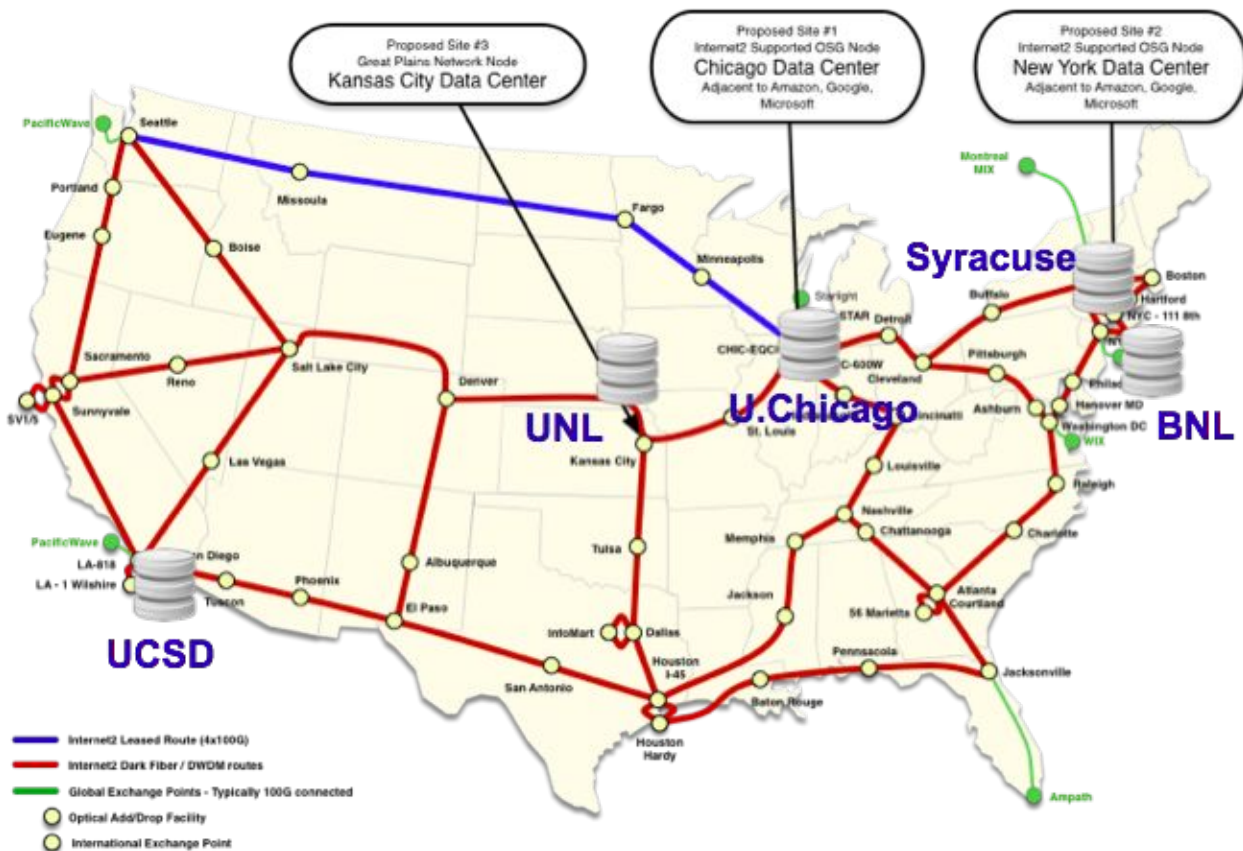 Proposed Site #3
Great Plains Network Node
Kansas City Data Center
Proposed Site #1
Internet2 Supported OSG Node
Chicago Data Center
Adjacent to Amazon, Google,
Microsoft
Proposed Site #2
Internet2 Supported OSG Node
New York Data Center
Adjacent to Amazon, Google,
Microsoft
PacificWave
Seattle
Montreal
MIX
Portland
Missoula
Fargo
Eugene
Boise
Minneapolis
Syracuse
Boston
Starlight
Buffalo
Hartford
STAR
Detroit
NYC - 111 8th
CHIC-EQCH
Sacramento
Salt Lake City
Pittsburgh
Reno
C-600W
Cleveland
Denver
Sunnyvale
SV1/5
UNL
U.Chicago
Ashburn
Hanover MD
BNL
Washington DC
WIX
St. Louis
Kansas City
Las Vegas
Louisville
Raleigh
Nashville
Chattanooga
Charlotte
PacificWave
LA-818
LA - 1 Wilshire
Tuscon
Phoenix
Albuquerque
Tulsa
Memphis
El Paso
Jackson
Atlanta
Courtland
56 Marietta
UCSD
InfoMart
Dallas
Houston
I-45
San Antonio
Pennsacola
Jacksonville
Baton Rouge
Houston
Hardy
Internet2 Leased Route (4x100G)
Internet2 Dark Fiber / DWDM routes
Global Exchange Points - Typically 100G connected
Ampath
Optical Add/Drop Facility
International Exchange Point